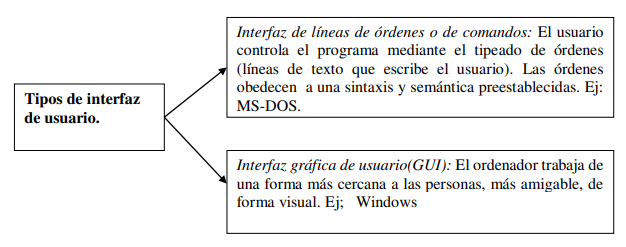 Tipos de interfaz
de usuario.
Interfaz de líneas de órdenes o de comandos: El usuario
controla el programa mediante el tipeado de órdenes
(líneas de texto que escribe el usuario). Las órdenes
obedecen a una sintaxis y semántica preestablecidas. Ej:
MS-DOS.
Interfaz gráfica de usuario(GUI): El ordenador trabaja de
una forma más cercana a las personas, más amigable, de
forma visual. Ej; Windows